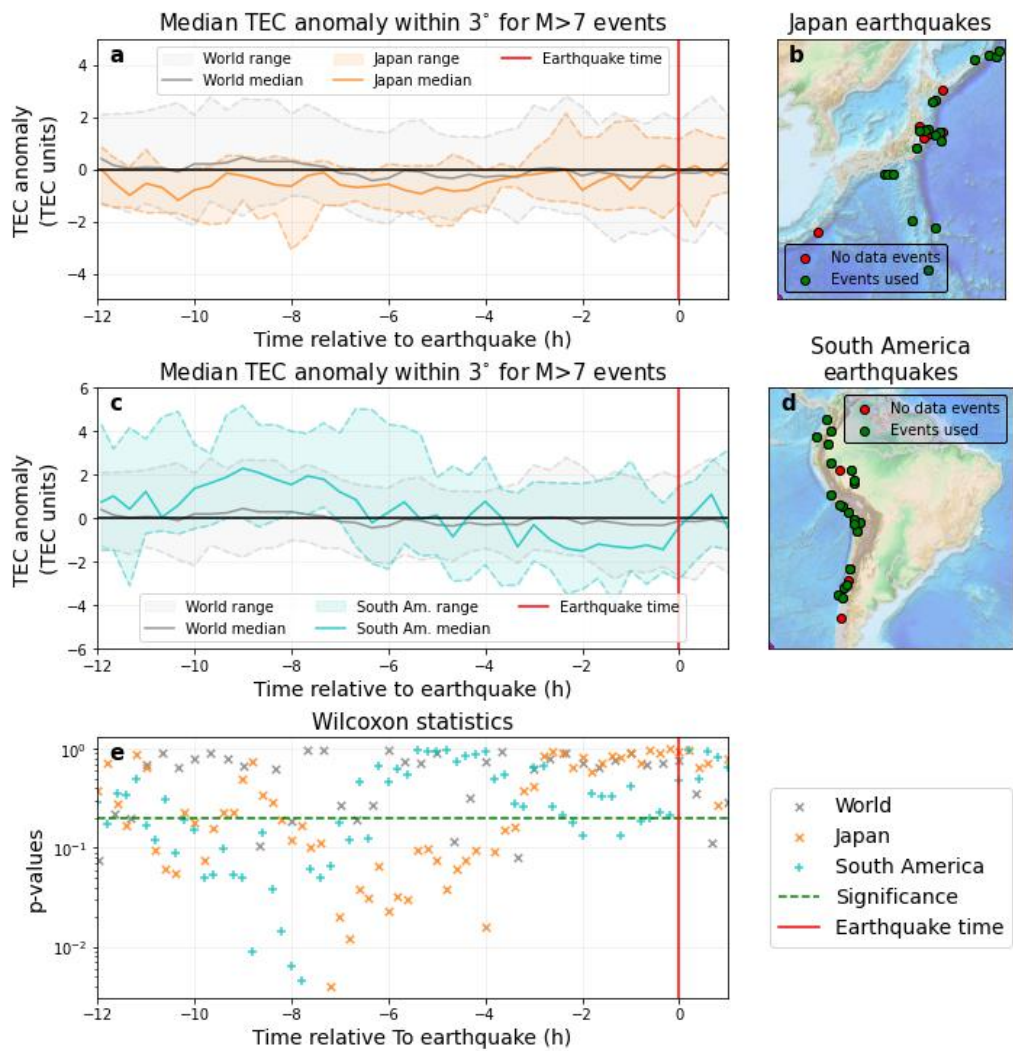 Median TEC anomaly within 3° for M>7 events
a
World range
World median
Japan range
Japan median
Earthquake time
TEC anomaly
(TEC units)
4
2
0
−2
−4
−12
−10
−8
−6
−4
−2
0
Time relative to earthquake (h)
Japan earthquakes
b
No data events
Events used
Median TEC anomaly within 3° for M>7 events
c
TEC anomaly
(TEC units)
6
4
2
0
−2
−4
−6
World range
World median
South Am. range
South Am. median
Earthquake time
−12
−10
−8
−6
−4
−2
0
Time relative to earthquake (h)
South America
earthquakes
d
No data events
Events used
Wilcoxon statistics
e
p-values
10⁰
10⁻¹
10⁻²
−12
−10
−8
−6
−4
−2
0
Time relative To earthquake (h)
World
Japan
South America
Significance
Earthquake time